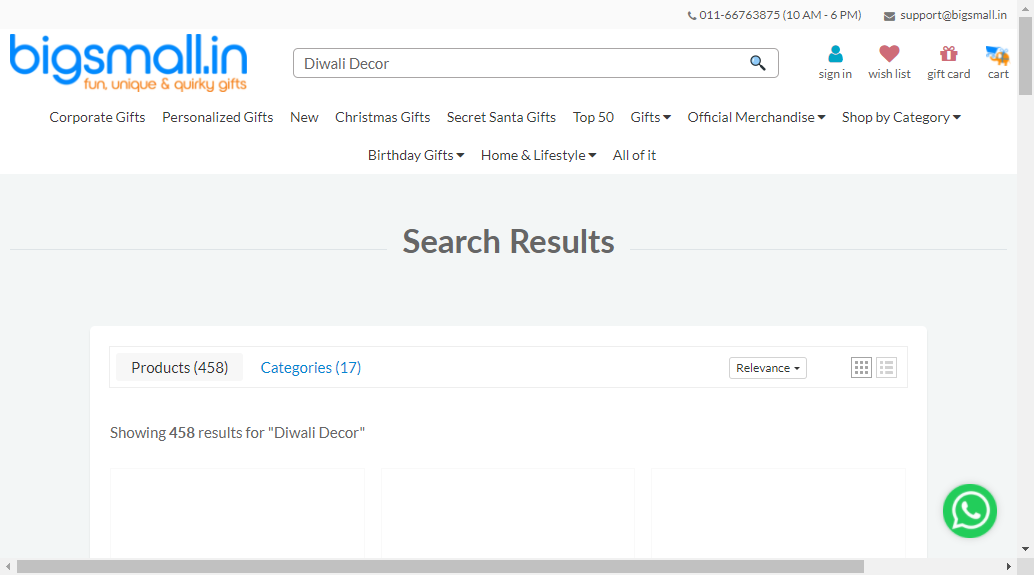 011-66763875 (10 AM - 6 PM) support@bigsmall.in
bigsmall.in
fun, unique & quirky gifts
Diwali Decor
sign in wish list gift card cart
Corporate Gifts Personalized Gifts New Christmas Gifts Secret Santa Gifts Top 50 Gifts Official Merchandise Shop by Category
Birthday Gifts Home & Lifestyle All of it
Search Results
Products (458) Categories (17) Relevance
Showing 458 results for "Diwali Decor"